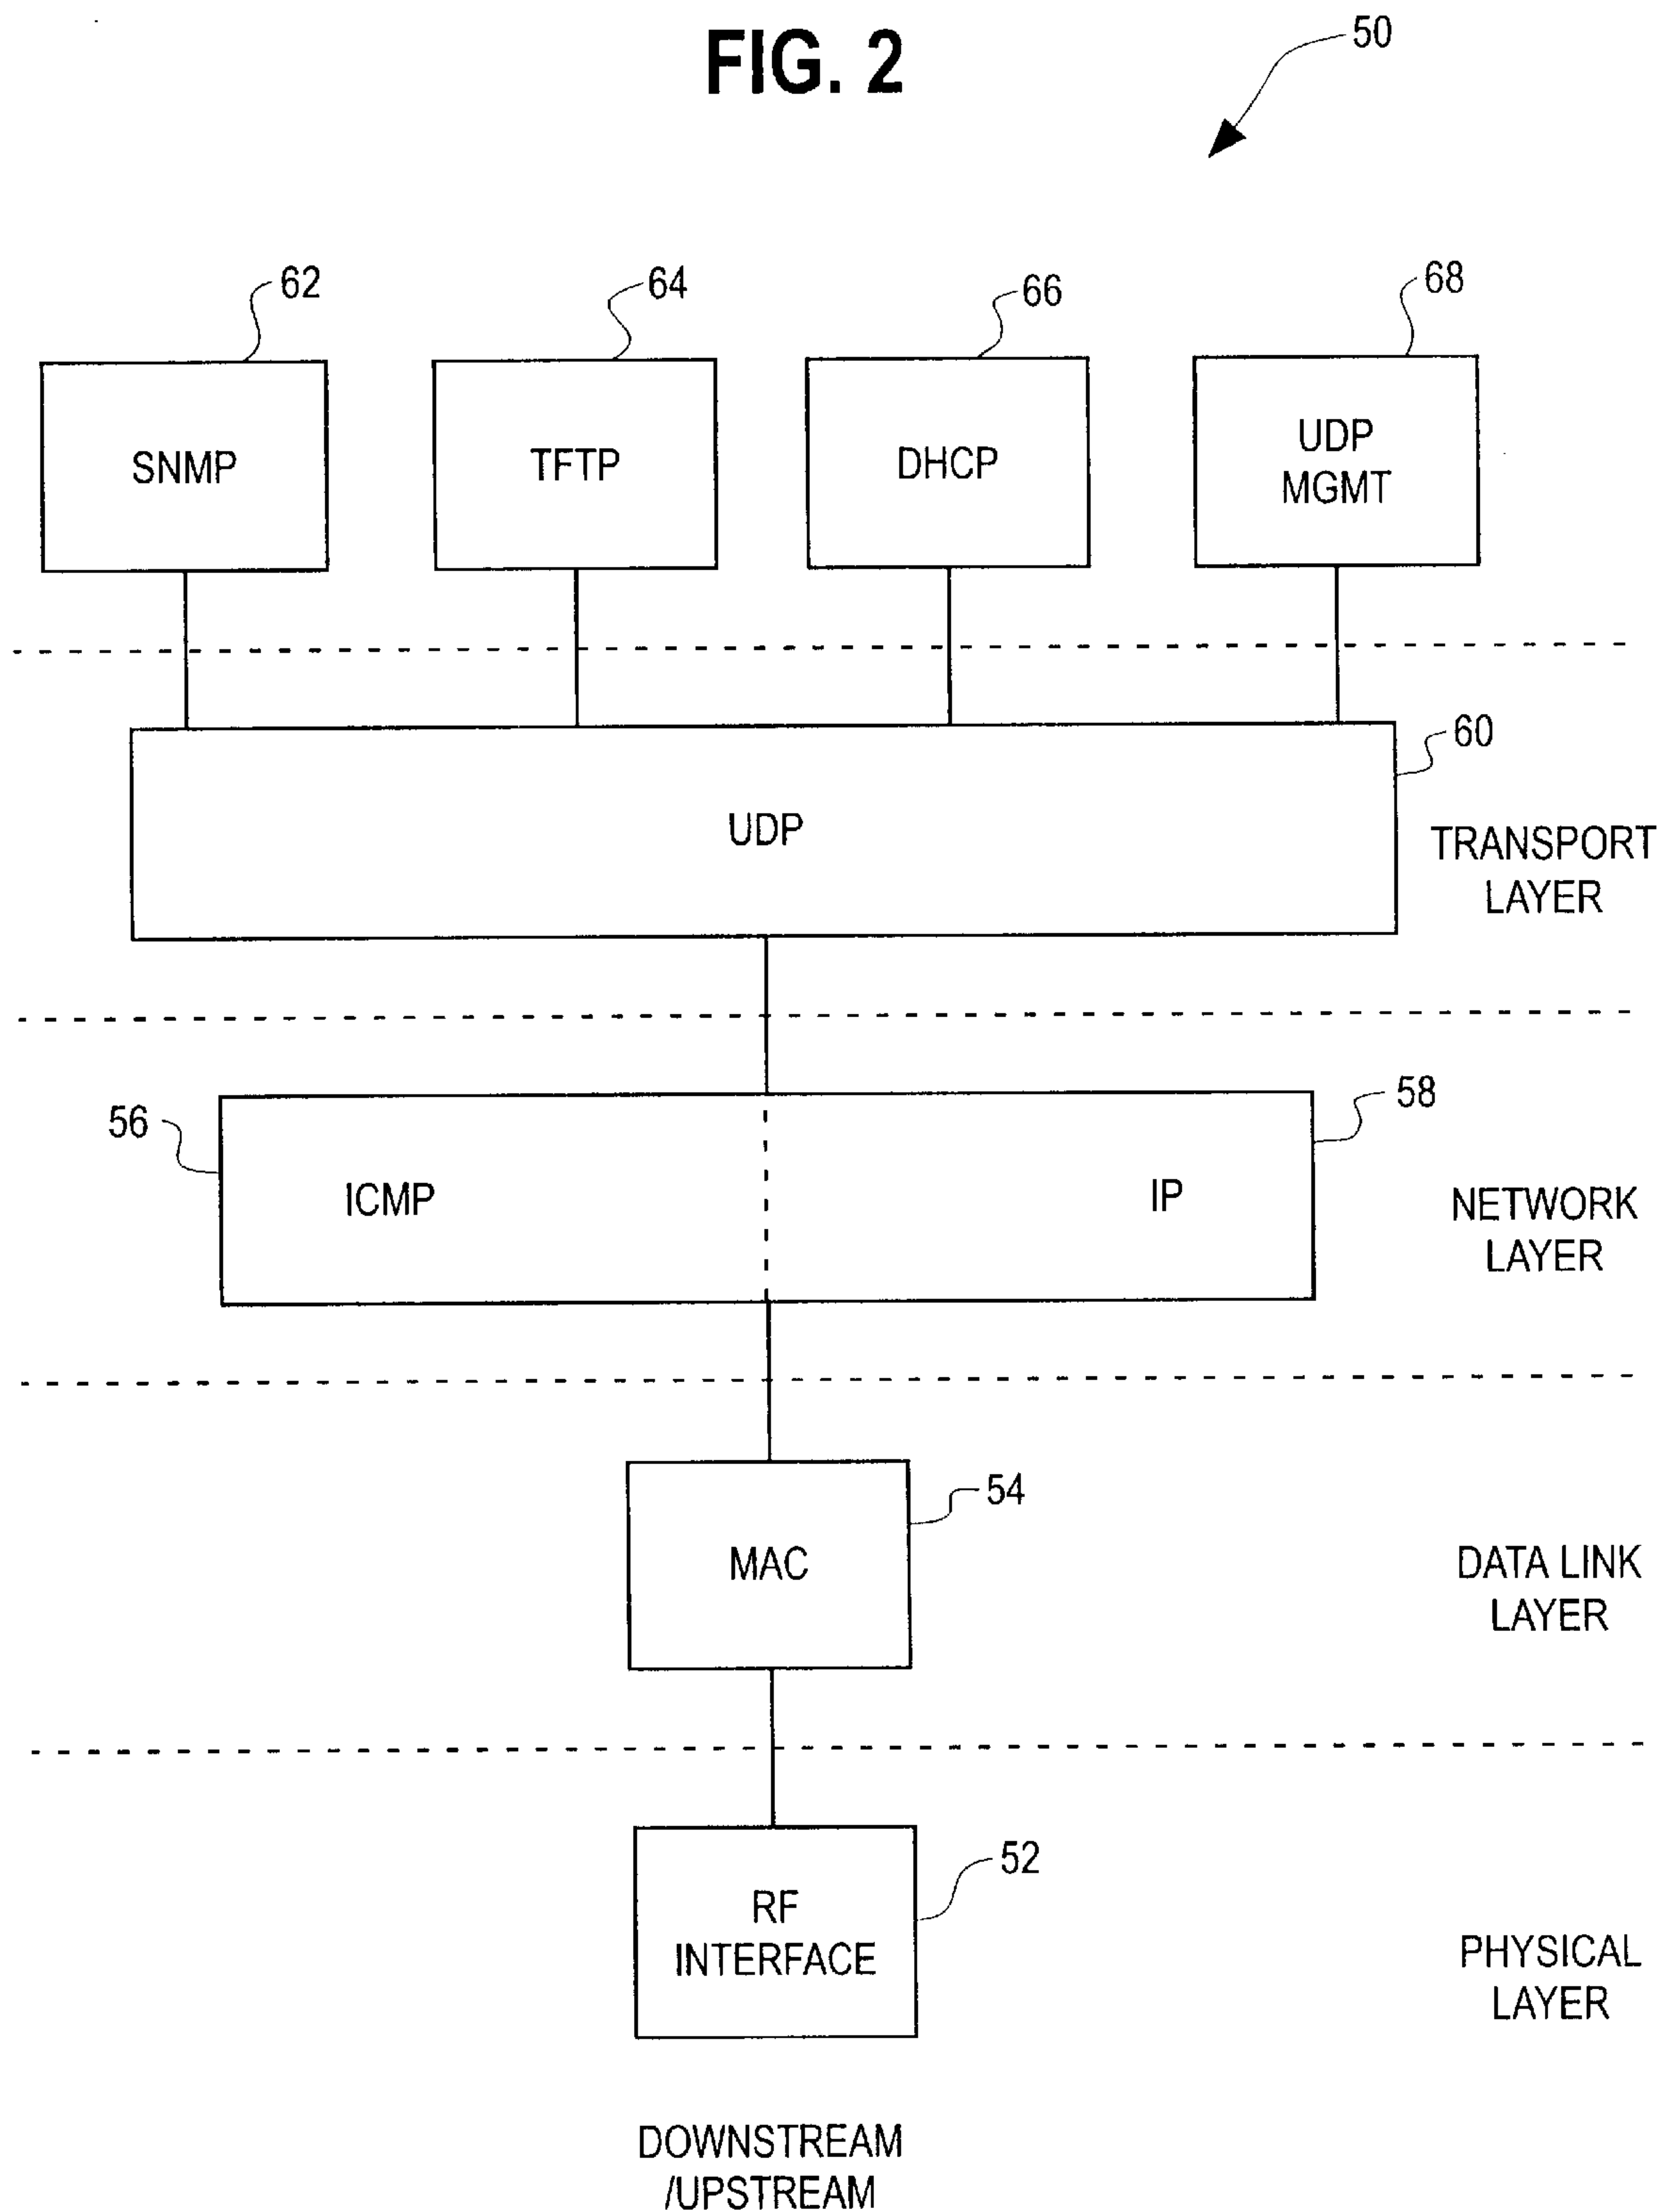 FIG. 2
50
62
64
66
68
SNMP
TFTP
DHCP
UDP
MGMT
60
UDP
TRANSPORT
LAYER
56
58
ICMP
IP
NETWORK
LAYER
54
MAC
DATA LINK
LAYER
52
RF
INTERFACE
PHYSICAL
LAYER
DOWNSTREAM
/UPSTREAM